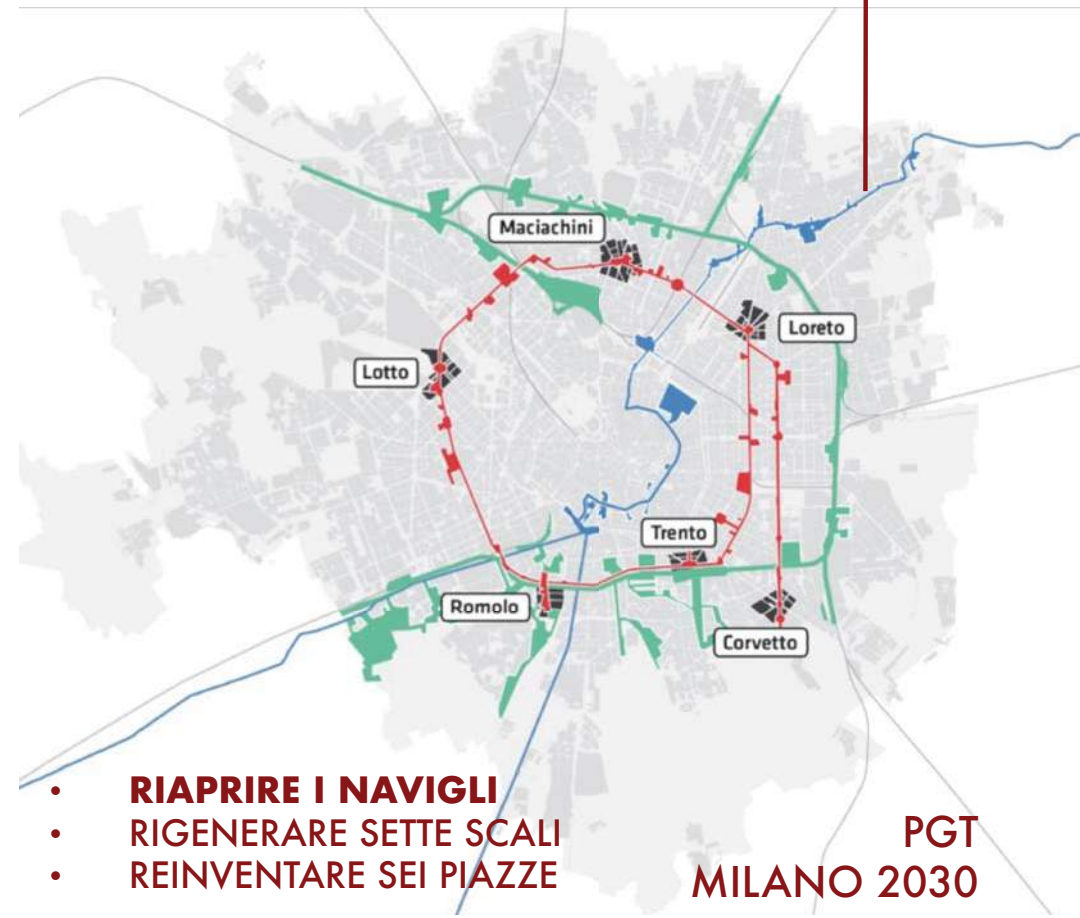 Maciachini
Loreto
Lotto
Trento
Romolo
Corvetto
• RIAPRIRE I NAVIGLI
• RIGENERARE SETTE SCALI
• REINVENTARE SEI PIAZZE
PGT
MILANO 2030